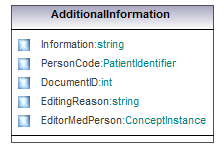 AdditionalInformation
Information:string
PersonCode:PatientIdentifier
DocumentID:int
EditingReason:string
EditorMedPerson:ConceptInstance